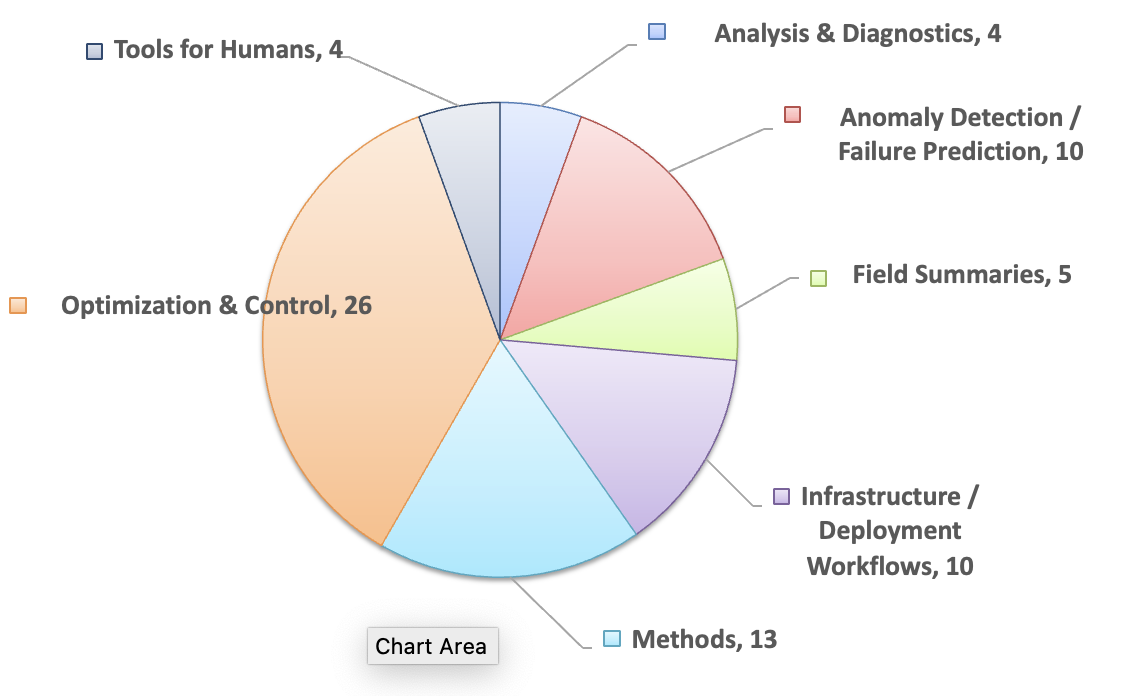 Tools for Humans, 4
Analysis & Diagnostics, 4
Anomaly Detection /
Failure Prediction, 10
Field Summaries, 5
Optimization & Control, 26
Infrastructure /
Deployment
Workflows, 10
Methods, 13
Chart Area